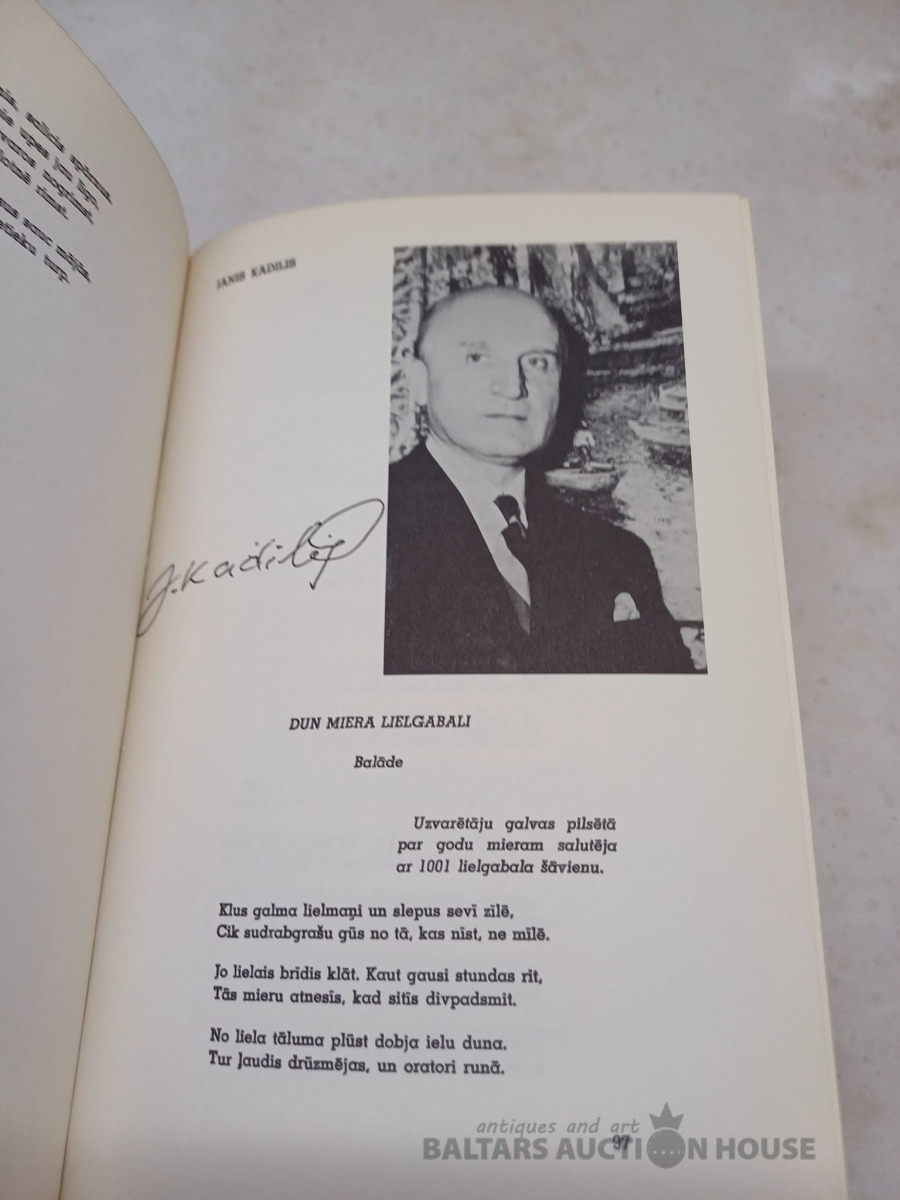 turp.
JANIS KADILIS
J. Kadilis
DUN MIERA LIELGABALI
Balāde
Uzvarētāju galvas pilsētā
par godu mieram salutēja
ar 1001 lielgabala šāvienu.
Klus galma lielmaņi un slepus sevī zīlē,
Cik sudrabgrašu gūs no tā, kas nīst, ne mīlē.
Jo lielais brīdis klāt. Kaut gausi stundas rit,
Tās mieru atnesīs, kad sitīs divpadsmit.
No liela tāluma plūst dobja ielu duna.
Tur ļaudis drūzmējas, un oratori runā.
97
antiques and art
BALTARS AUCTION HOUSE